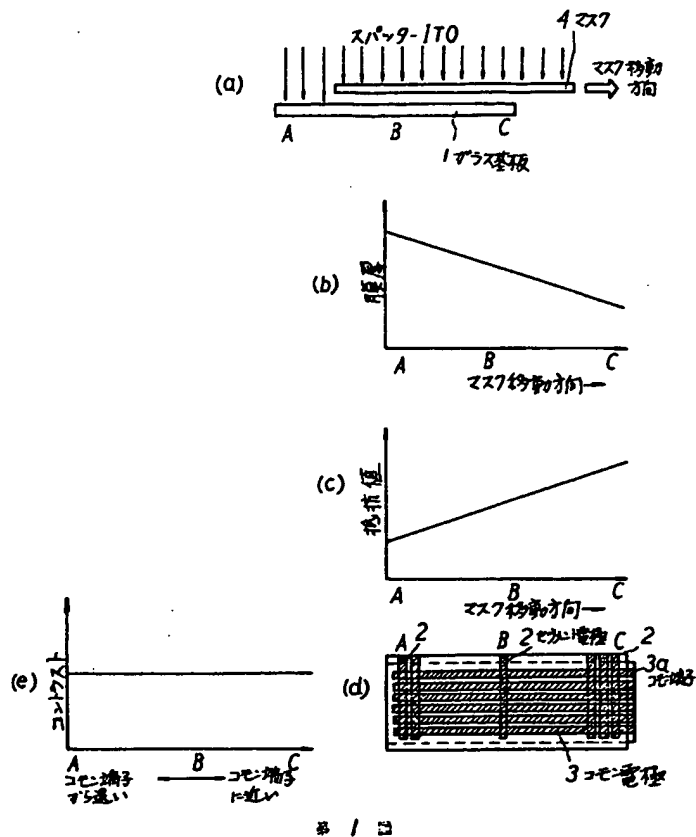 スパッターITO
4 マスク
(a)
マスク移動
方向
A B C
1 ガラス基板
(b)
膜厚
A B C
マスク移動方向
(c)
抵抗値
A B C
マスク移動方向
A 2 B 2 セグメント電極 C 2
3a
コモン端子
(e)
コントラスト
(d)
A B C
コモン端子
から遠い
コモン端子
に近い
3 コモン電極
第 1 図